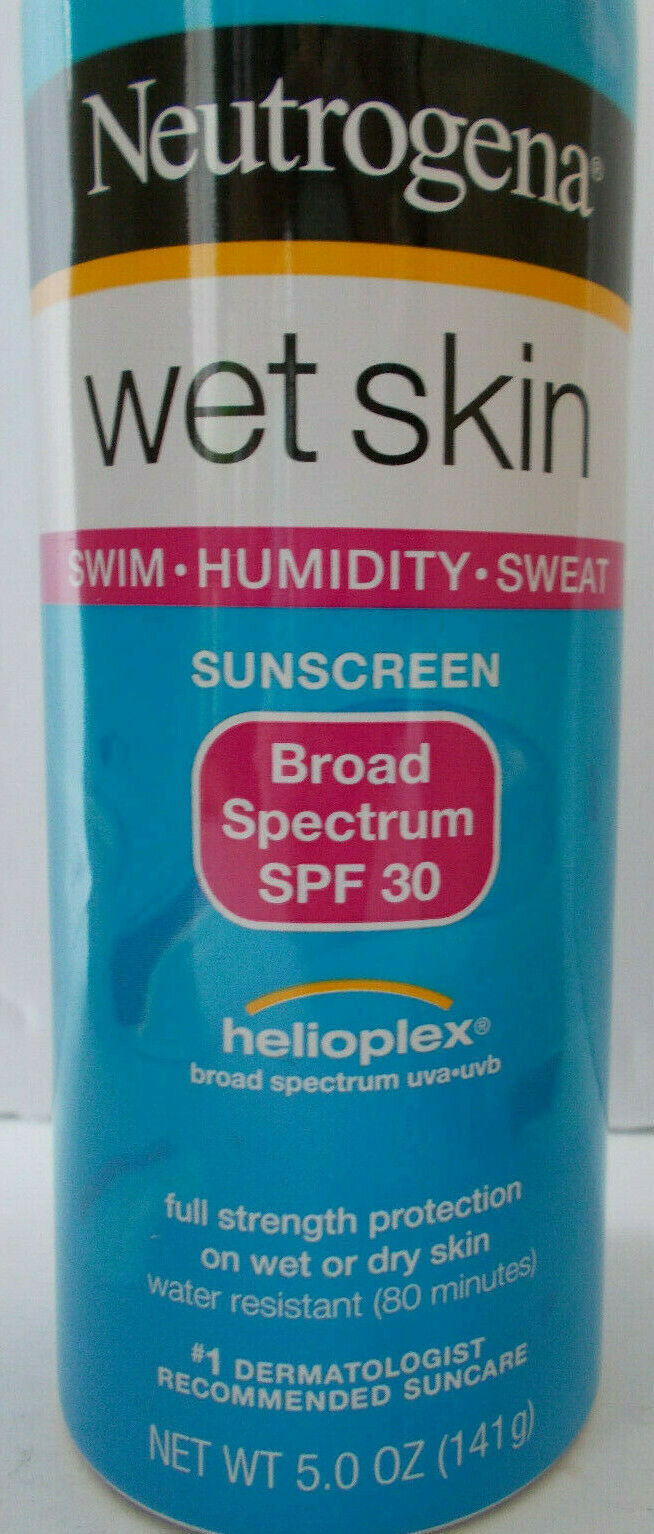 Neutrogena®
wet skin
SWIM • HUMIDITY • SWEAT
SUNSCREEN
Broad
Spectrum
SPF 30
helioplex®
broad spectrum uva•uvb
full strength protection
on wet or dry skin
water resistant (80 minutes)
#1 DERMATOLOGIST
RECOMMENDED SUNCARE
NET WT 5.0 OZ (141g)